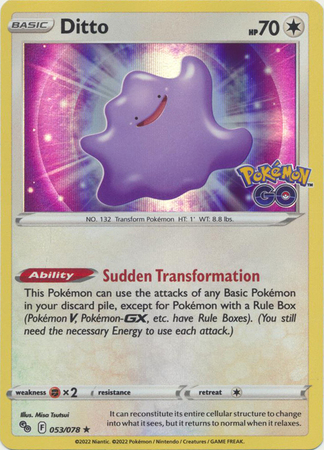 BASIC Ditto HP 70
Pokémon
GO
NO. 132 Transform Pokémon HT: 1' WT: 8.8 lbs.
Ability Sudden Transformation
This Pokémon can use the attacks of any Basic Pokémon
in your discard pile, except for Pokémon with a Rule Box
(Pokémon V, Pokémon-GX, etc. have Rule Boxes). (You still
need the necessary Energy to use each attack.)
weakness ×2 resistance retreat
Illus. Misa Tsutsui
F 053/078 ★
It can reconstitute its entire cellular structure to change
into what it sees, but it returns to normal when it relaxes.
©2022 Niantic. ©2022 Pokémon / Nintendo / Creatures / GAME FREAK.